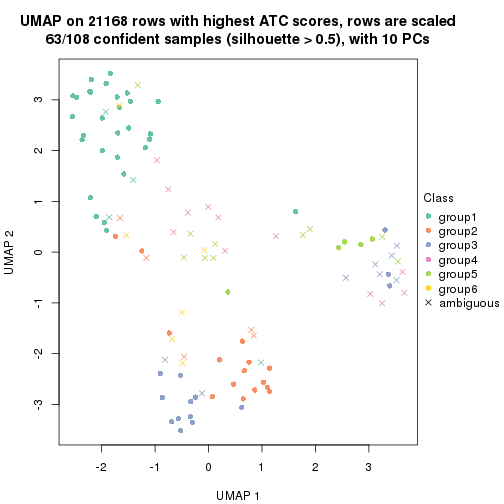 UMAP on 21168 rows with highest ATC scores, rows are scaled
63/108 confident samples (silhouette > 0.5), with 10 PCs
3
2
1
0
-1
-2
-3
UMAP 2
-2
-1
0
1
2
3
UMAP 1
Class
group1
group2
group3
group4
group5
group6
ambiguous